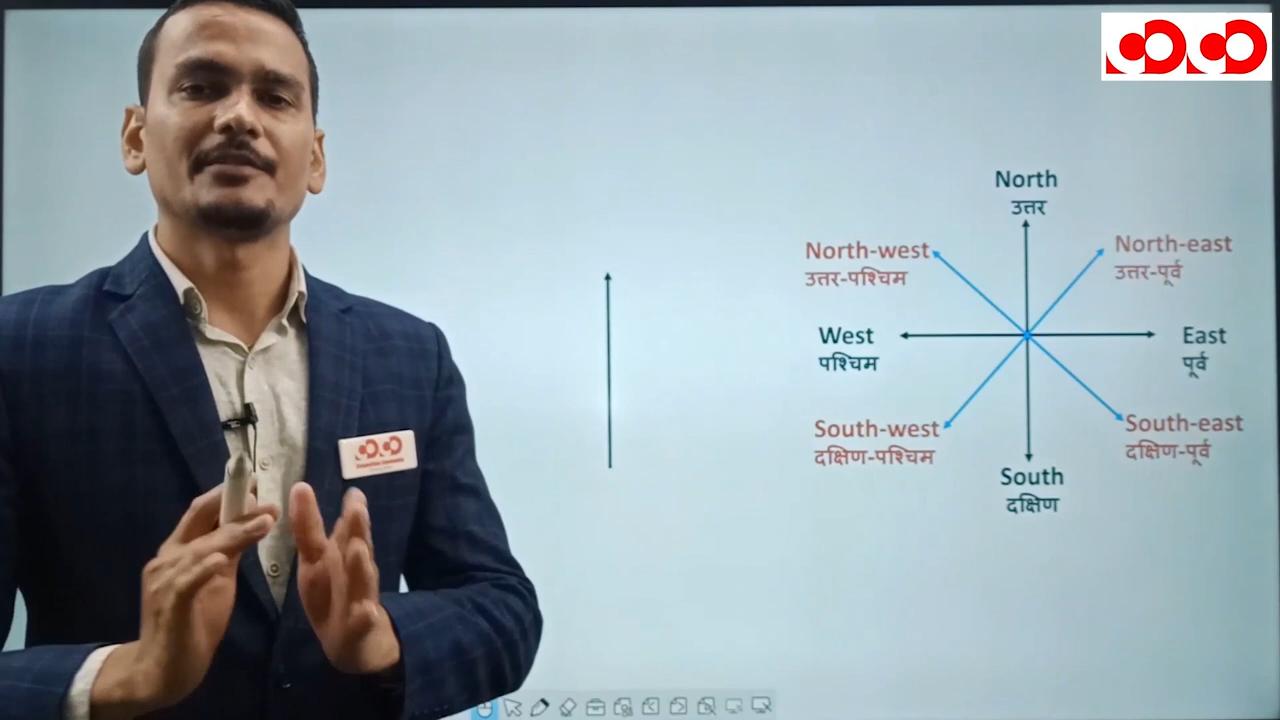 North
उत्तर
North-west
उत्तर-पश्चिम
North-east
उत्तर-पूर्व
West
पश्चिम
East
पूर्व
South-west
दक्षिण-पश्चिम
South-east
दक्षिण-पूर्व
South
दक्षिण